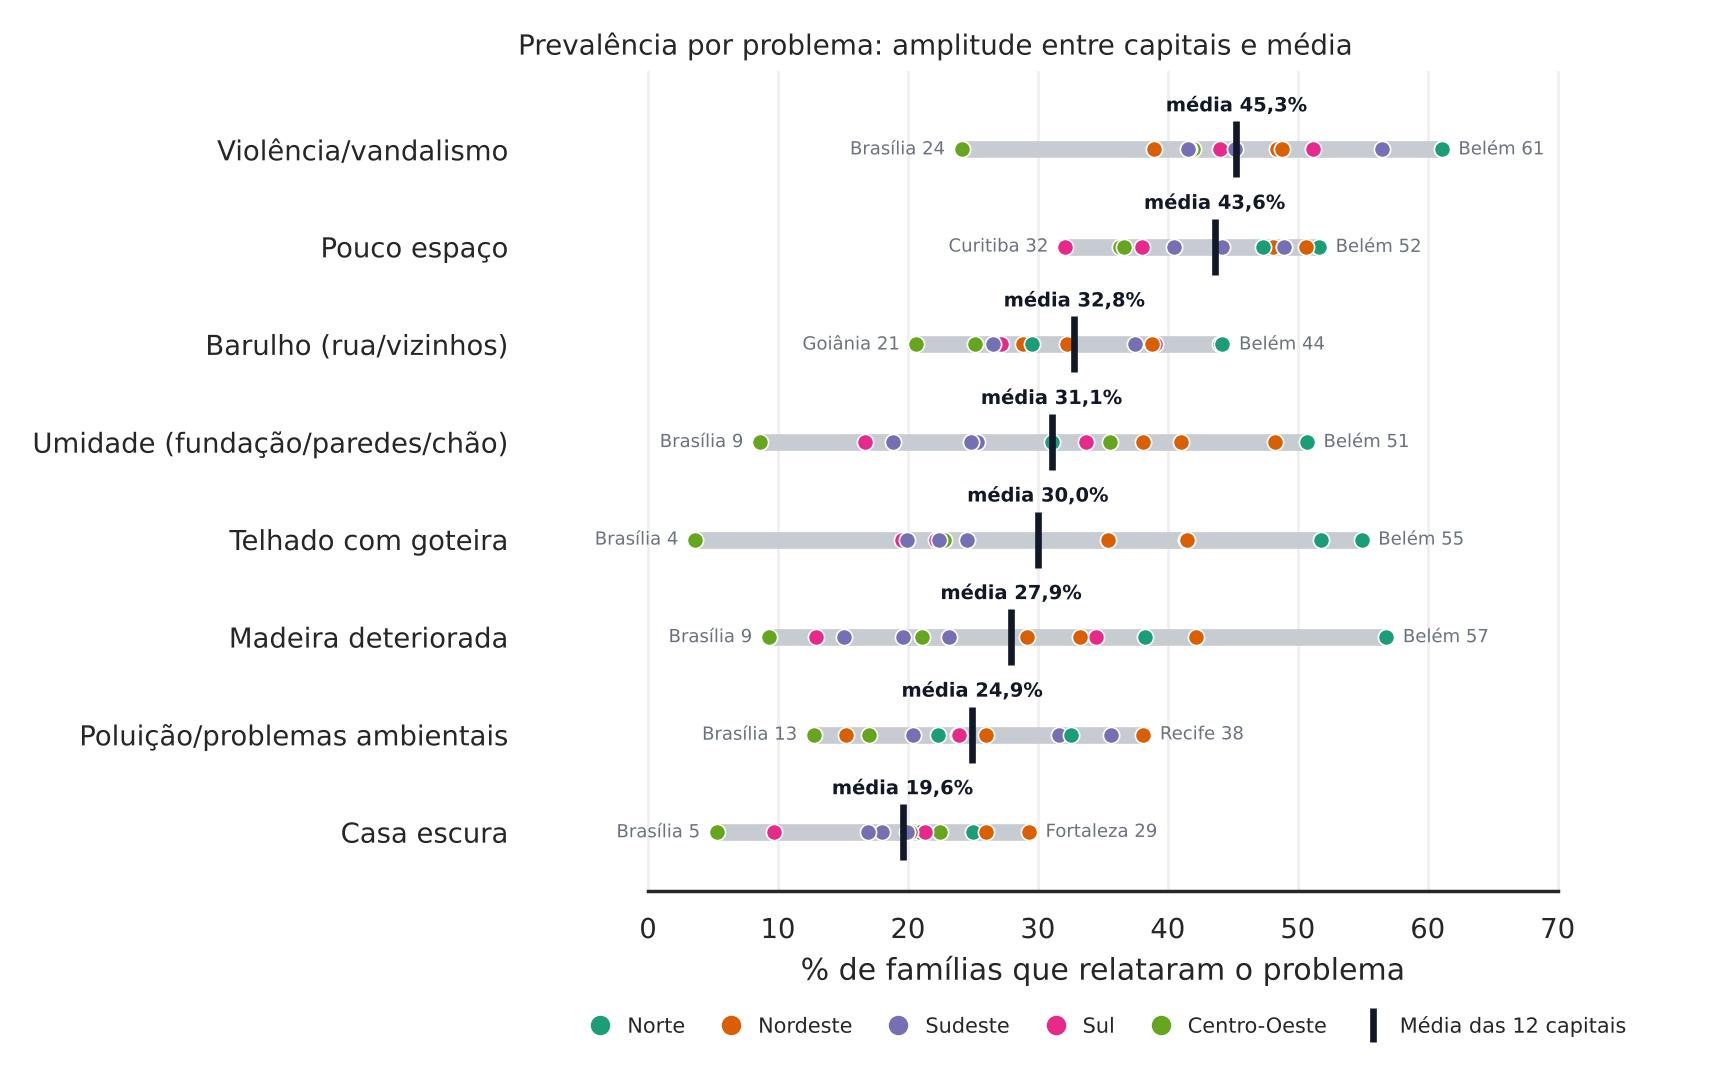 Prevalência por problema: amplitude entre capitais e média
média 45,3%
Violência/vandalismo
Brasília 24
Belém 61
média 43,6%
Pouco espaço
Curitiba 32
Belém 52
média 32,8%
Barulho (rua/vizinhos)
Goiânia 21
Belém 44
média 31,1%
Umidade (fundação/paredes/chão)
Brasília 9
Belém 51
média 30,0%
Telhado com goteira
Brasília 4
Belém 55
média 27,9%
Madeira deteriorada
Brasília 9
Belém 57
média 24,9%
Poluição/problemas ambientais
Brasília 13
Recife 38
média 19,6%
Casa escura
Brasília 5
Fortaleza 29
0 10 20 30 40 50 60 70
% de famílias que relataram o problema
Norte Nordeste Sudeste Sul Centro-Oeste Média das 12 capitais